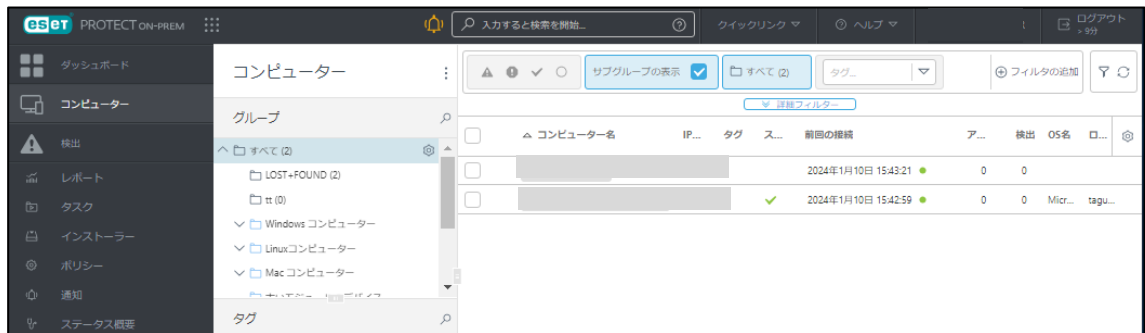 eset PROTECT ON-PREM
入力すると検索を開始...
クイックリンク
ヘルプ
ログアウト
> 9分
ダッシュボード
コンピューター
検出
レポート
タスク
インストーラー
ポリシー
通知
ステータス概要
コンピューター
グループ
すべて (2)
LOST+FOUND (2)
tt (0)
Windows コンピューター
Linuxコンピューター
Mac コンピューター
タグ
サブグループの表示
すべて (2)
タグ...
フィルタの追加
詳細フィルター
コンピューター名 IP... タグ ス... 前回の接続 ア... 検出 OS名 ロ...
2024年1月10日 15:43:21 0 0
2024年1月10日 15:42:59 0 0 Micr... tagu...